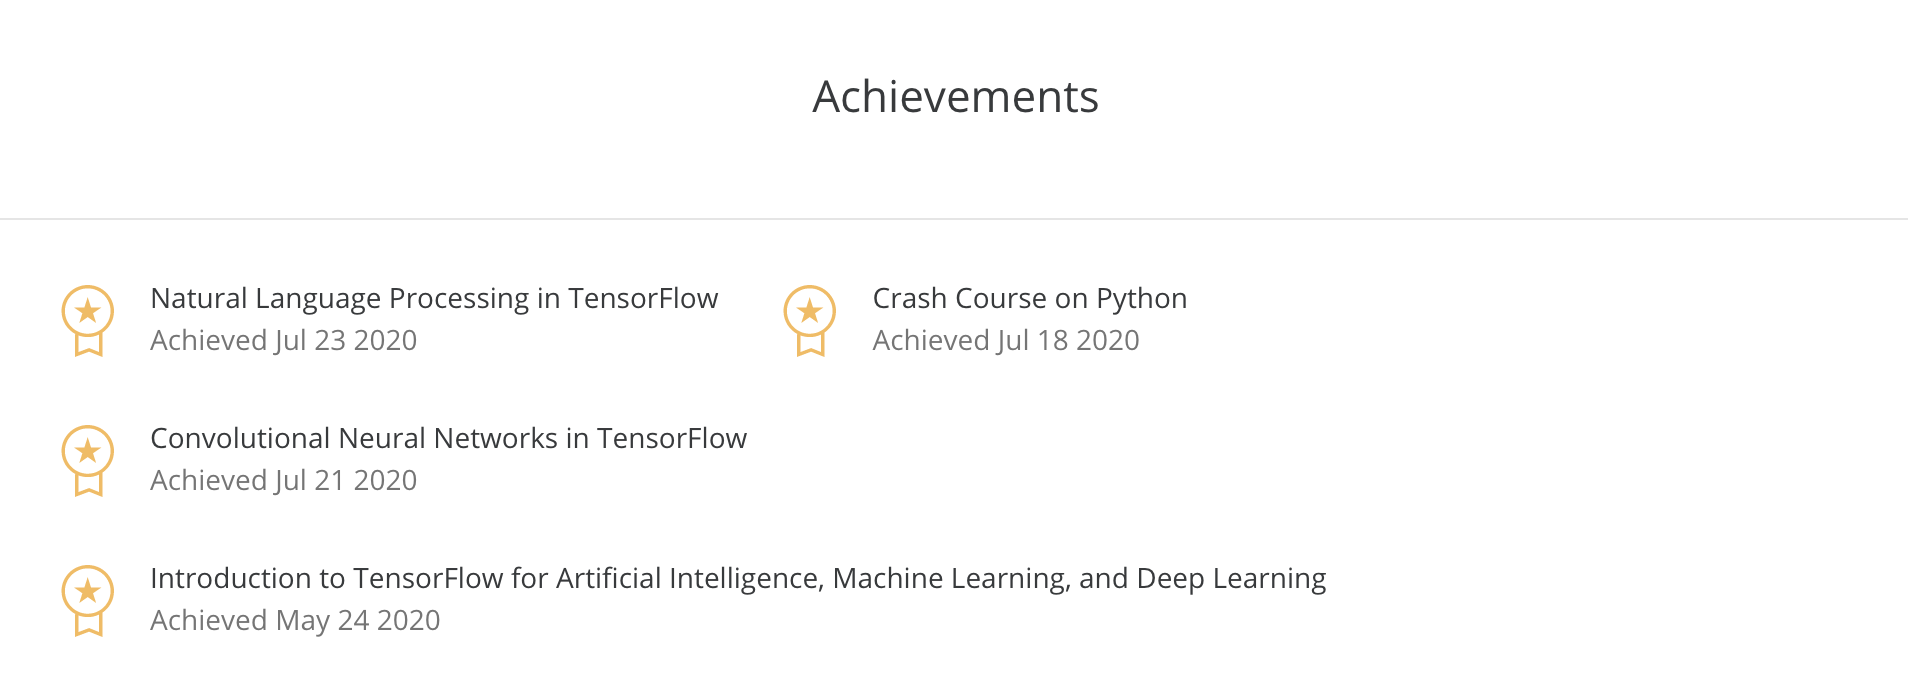 Achievements
Natural Language Processing in TensorFlow
Achieved Jul 23 2020
Crash Course on Python
Achieved Jul 18 2020
Convolutional Neural Networks in TensorFlow
Achieved Jul 21 2020
Introduction to TensorFlow for Artificial Intelligence, Machine Learning, and Deep Learning
Achieved May 24 2020